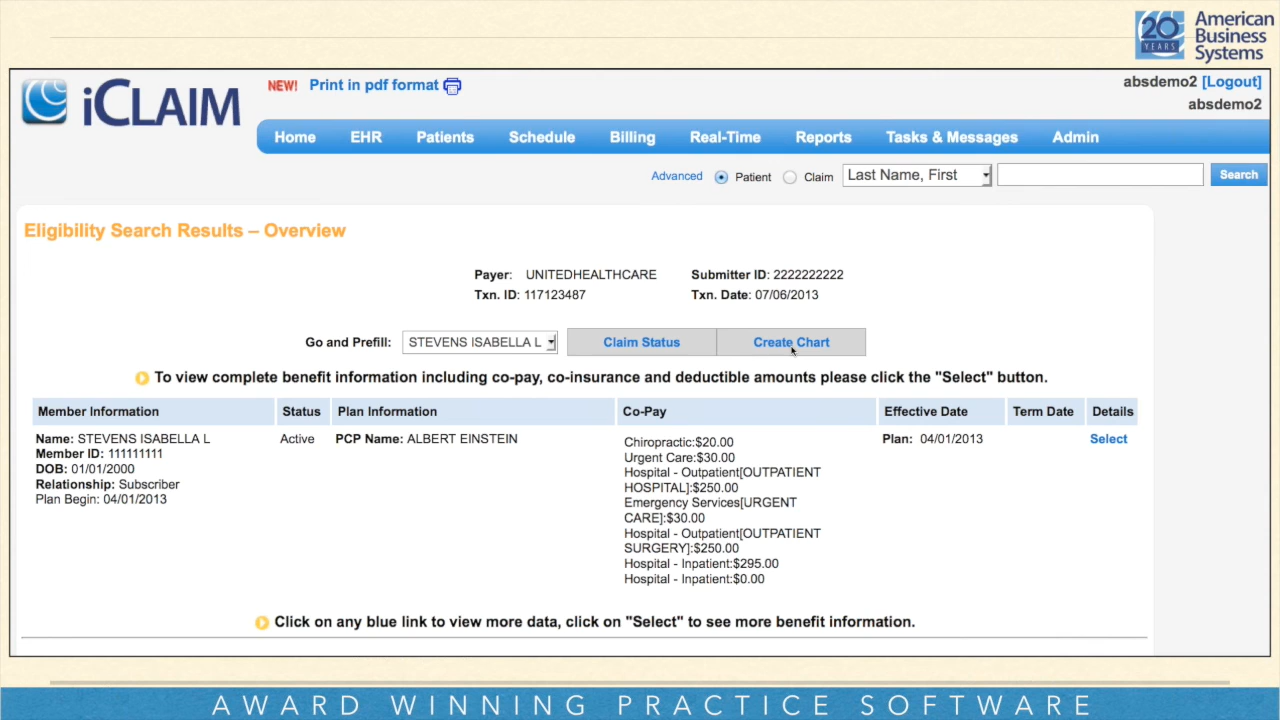 20
YEARS
American
Business
Systems
iCLAIM
NEW! Print in pdf format
absdemo2 [Logout]
absdemo2
Home EHR Patients Schedule Billing Real-Time Reports Tasks & Messages Admin
Advanced Patient Claim Last Name, First Search
Eligibility Search Results – Overview
Payer: UNITEDHEALTHCARE Submitter ID: 2222222222
Txn. ID: 117123487 Txn. Date: 07/06/2013
Go and Prefill: STEVENS ISABELLA L Claim Status Create Chart
To view complete benefit information including co-pay, co-insurance and deductible amounts please click the "Select" button.
Member Information Status Plan Information Co-Pay Effective Date Term Date Details
Name: STEVENS ISABELLA L Active PCP Name: ALBERT EINSTEIN Plan: 04/01/2013 Select
Member ID: 111111111
DOB: 01/01/2000
Relationship: Subscriber
Plan Begin: 04/01/2013
Chiropractic:$20.00
Urgent Care:$30.00
Hospital - Outpatient[OUTPATIENT
HOSPITAL]:$250.00
Emergency Services[URGENT
CARE]:$30.00
Hospital - Outpatient[OUTPATIENT
SURGERY]:$250.00
Hospital - Inpatient:$295.00
Hospital - Inpatient:$0.00
Click on any blue link to view more data, click on "Select" to see more benefit information.
AWARD WINNING PRACTICE SOFTWARE